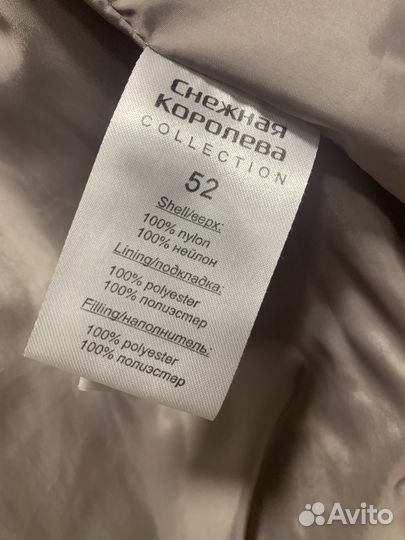 Снежная
Королева
COLLECTION
52
Shell/верх:
100% nylon
100% нейлон
Lining/подкладка:
100% polyester
100% полиэстер
Filling/наполнитель:
100% polyester
100% полиэстер
Avito